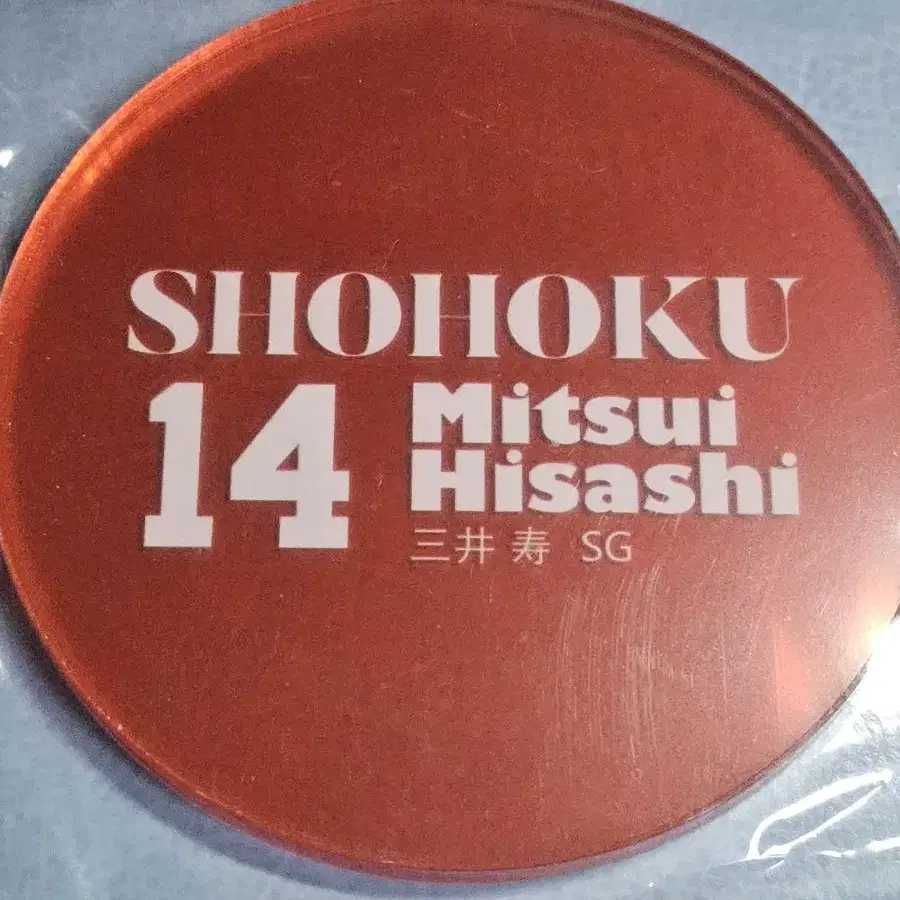 SHOHOKU
14 Mitsui
Hisashi
三井 寿 SG